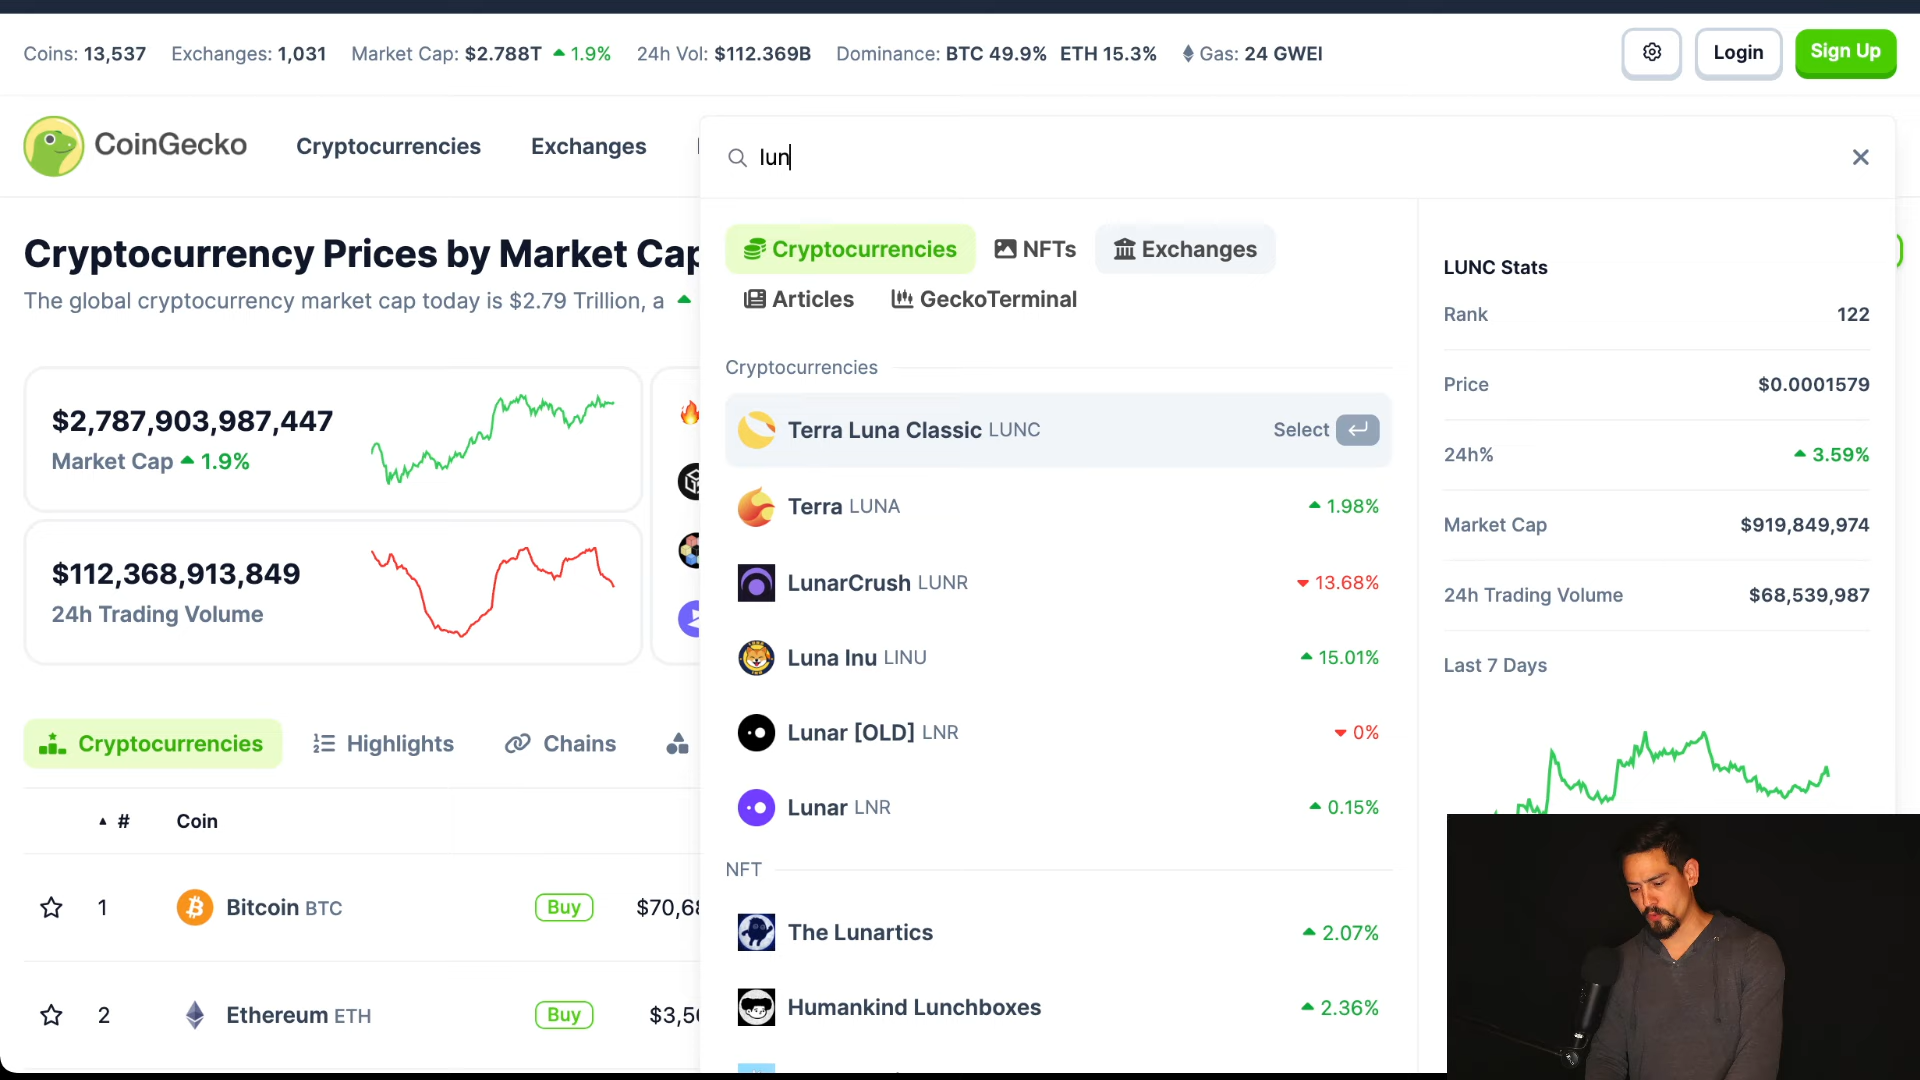 Coins: 13,537 Exchanges: 1,031 Market Cap: $2.788T 1.9% 24h Vol: $112.369B Dominance: BTC 49.9% ETH 15.3% Gas: 24 GWEI Login Sign Up
CoinGecko Cryptocurrencies Exchanges
lun
Cryptocurrency Prices by Market Cap
The global cryptocurrency market cap today is $2.79 Trillion, a
$2,787,903,987,447
Market Cap 1.9%
$112,368,913,849
24h Trading Volume
Cryptocurrencies Highlights Chains
# Coin
1 Bitcoin BTC Buy
2 Ethereum ETH Buy
Cryptocurrencies NFTs Exchanges
Articles GeckoTerminal
Cryptocurrencies
Terra Luna Classic LUNC Select
Terra LUNA 1.98%
LunarCrush LUNR 13.68%
Luna Inu LINU 15.01%
Lunar [OLD] LNR 0%
Lunar LNR 0.15%
NFT
The Lunartics 2.07%
Humankind Lunchboxes 2.36%
LUNC Stats
Rank 122
Price $0.0001579
24h% 3.59%
Market Cap $919,849,974
24h Trading Volume $68,539,987
Last 7 Days